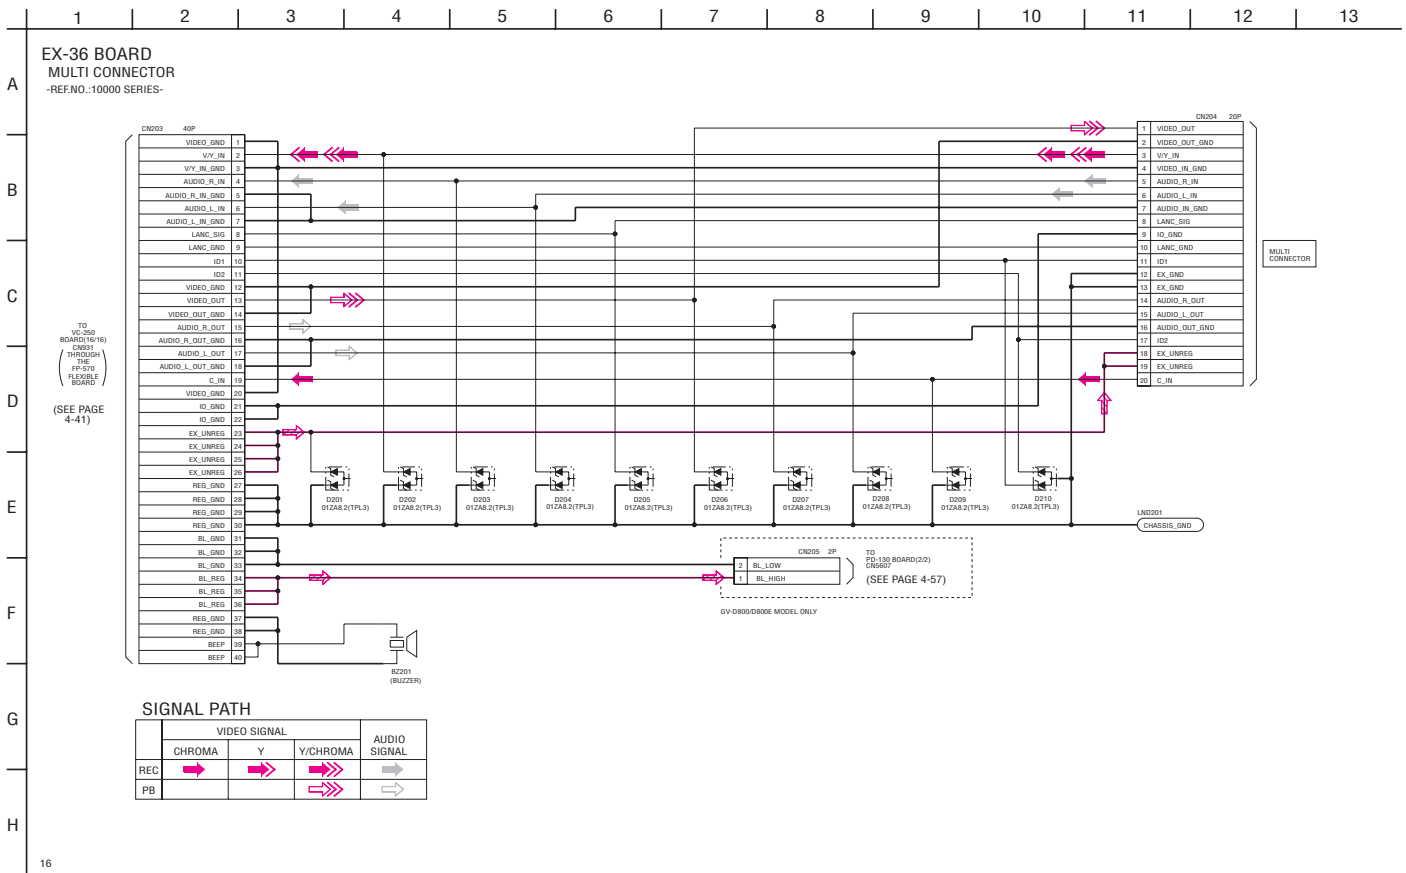 1 2 3 4 5 6 7 8 9 10 11 12 13
A
B
C
D
E
F
G
H
EX-36 BOARD
MULTI CONNECTOR
-REF.NO.:10000 SERIES-
TO
VC-250
BOARD(16/16)
CN931
THROUGH
THE
FP-570
FLEXIBLE
BOARD
(SEE PAGE
4-41)
CN203 40P
VIDEO_GND 1
V/Y_IN 2
V/Y_IN_GND 3
AUDIO_R_IN 4
AUDIO_R_IN_GND 5
AUDIO_L_IN 6
AUDIO_L_IN_GND 7
LANC_SIG 8
LANC_GND 9
ID1 10
ID2 11
VIDEO_GND 12
VIDEO_OUT 13
VIDEO_OUT_GND 14
AUDIO_R_OUT 15
AUDIO_R_OUT_GND 16
AUDIO_L_OUT 17
AUDIO_L_OUT_GND 18
C_IN 19
VIDEO_GND 20
IO_GND 21
IO_GND 22
EX_UNREG 23
EX_UNREG 24
EX_UNREG 25
EX_UNREG 26
REG_GND 27
REG_GND 28
REG_GND 29
REG_GND 30
BL_GND 31
BL_GND 32
BL_GND 33
BL_REG 34
BL_REG 35
BL_REG 36
REG_GND 37
REG_GND 38
BEEP 39
BEEP 40
CN204 20P
1 VIDEO_OUT
2 VIDEO_OUT_GND
3 V/Y_IN
4 VIDEO_IN_GND
5 AUDIO_R_IN
6 AUDIO_L_IN
7 AUDIO_IN_GND
8 LANC_SIG
9 IO_GND
10 LANC_GND
11 ID1
12 EX_GND
13 EX_GND
14 AUDIO_R_OUT
15 AUDIO_L_OUT
16 AUDIO_OUT_GND
17 ID2
18 EX_UNREG
19 EX_UNREG
20 C_IN
MULTI
CONNECTOR
D201
01ZA8.2(TPL3)
D202
01ZA8.2(TPL3)
D203
01ZA8.2(TPL3)
D204
01ZA8.2(TPL3)
D205
01ZA8.2(TPL3)
D206
01ZA8.2(TPL3)
D207
01ZA8.2(TPL3)
D208
01ZA8.2(TPL3)
D209
01ZA8.2(TPL3)
D210
01ZA8.2(TPL3)
LND201
CHASSIS_GND
CN205 2P
2 BL_LOW
1 BL_HIGH
TO
PD-130 BOARD(2/2)
CN5607
(SEE PAGE 4-57)
GV-D800/D800E MODEL ONLY
BZ201
(BUZZER)
SIGNAL PATH
VIDEO SIGNAL
AUDIO
SIGNAL
CHROMA Y Y/CHROMA
REC
PB
16